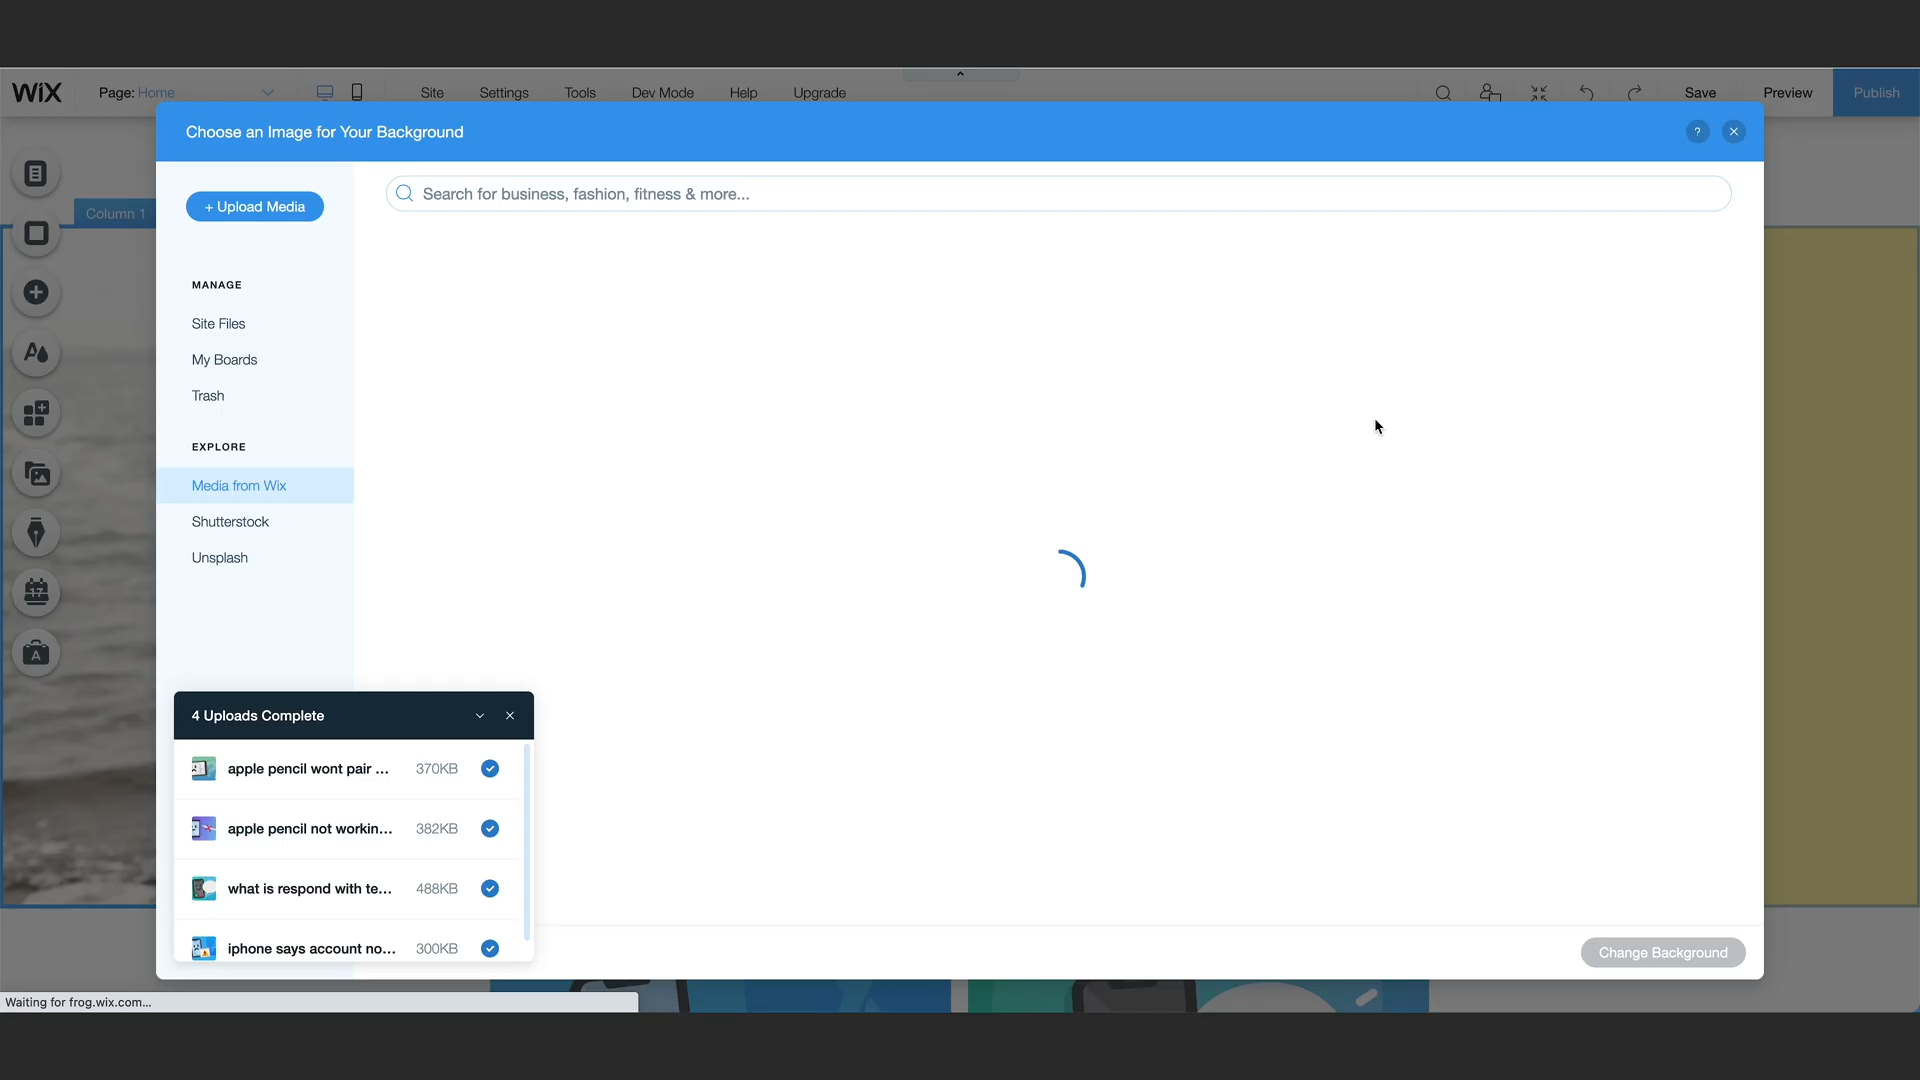 WiX
Page: Home
Site
Settings
Tools
Dev Mode
Help
Upgrade
Save
Preview
Publish
Choose an Image for Your Background
?
Column 1
+ Upload Media
Search for business, fashion, fitness & more...
MANAGE
Site Files
My Boards
Trash
EXPLORE
Media from Wix
Shutterstock
Unsplash
17
A
4 Uploads Complete
apple pencil wont pair ... 370KB
apple pencil not workin... 382KB
what is respond with te... 488KB
iphone says account no... 300KB
Change Background
Waiting for frog.wix.com...